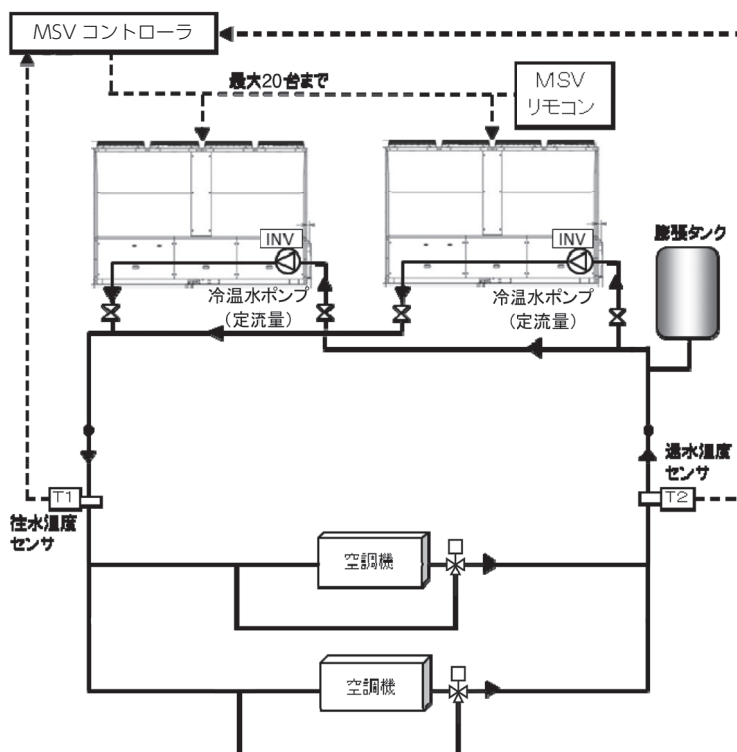 MSV コントローラ
最大20台まで
MSV
リモコン
INV
INV
膨張タンク
冷温水ポンプ
（定流量）
冷温水ポンプ
（定流量）
還水温度
センサ
T1
T2
往水温度
センサ
空調機
空調機